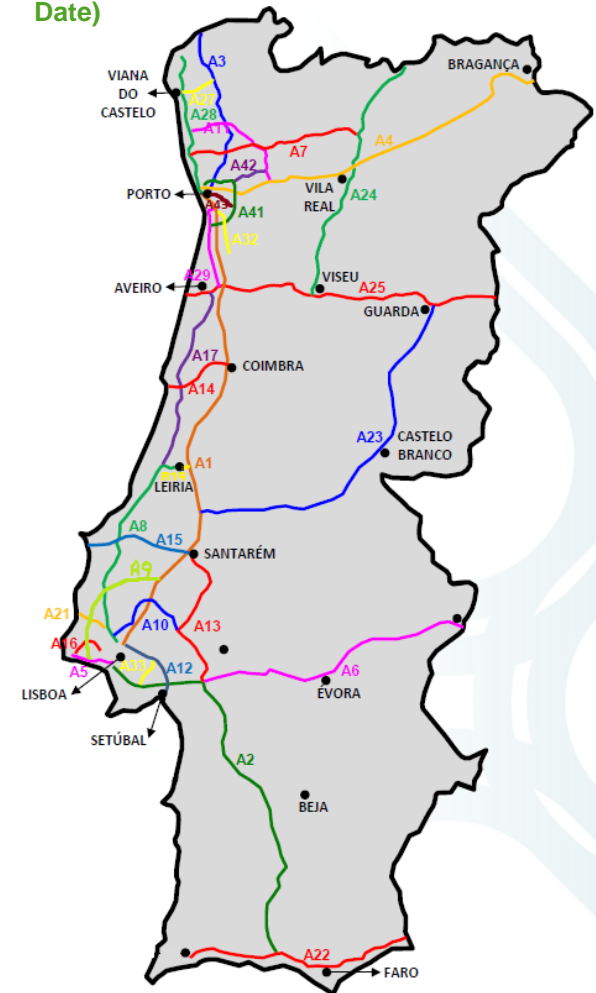 Date)
A3
BRAGANÇA
VIANA
DO
CASTELO
A27
A28
A11
A7
A4
A42
VILA
REAL
A24
PORTO
A43
A41
A32
A29
AVEIRO
VISEU
A25
GUARDA
A17
COIMBRA
A14
A23
CASTELO
BRANCO
A1
LEIRIA
A8
A15
SANTARÉM
A9
A21
A10
A13
A16
A5
A33
A12
A6
LISBOA
ÉVORA
SETÚBAL
A2
BEJA
A22
FARO